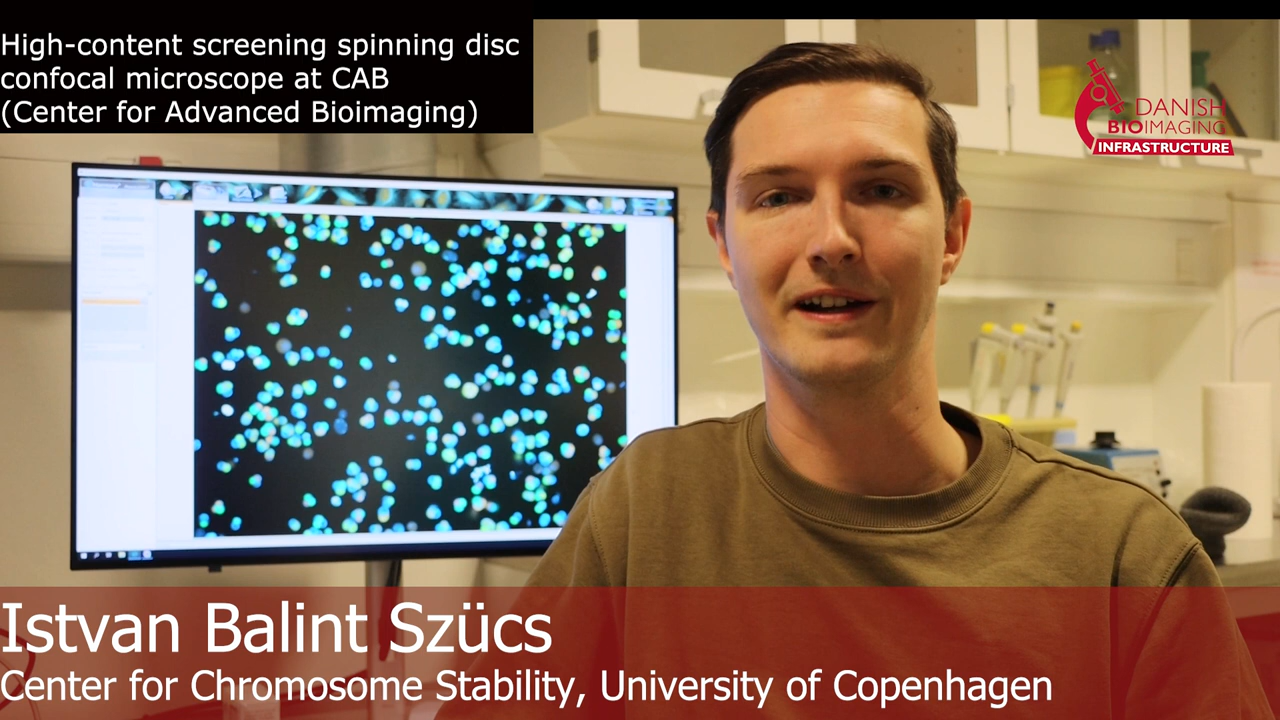 High-content screening spinning disc
confocal microscope at CAB
(Center for Advanced Bioimaging)
DANISH
BIOIMAGING
INFRASTRUCTURE
Istvan Balint Szücs
Center for Chromosome Stability, University of Copenhagen